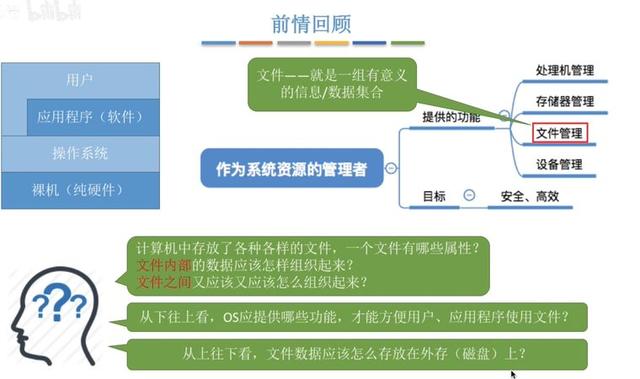 bilibili
前情回顾
用户
应用程序（软件）
操作系统
裸机（纯硬件）
文件——就是一组有意义
的信息/数据集合
作为系统资源的管理者
提供的功能
处理机管理
存储器管理
文件管理
设备管理
目标
安全、高效
计算机中存放了各种各样的文件，一个文件有哪些属性？
文件内部的数据应该怎样组织起来？
文件之间又应该又应该怎么组织起来？
???
从下往上看，OS应提供哪些功能，才能方便用户、应用程序使用文件？
从上往下看，文件数据应该怎么存放在外存（磁盘）上？